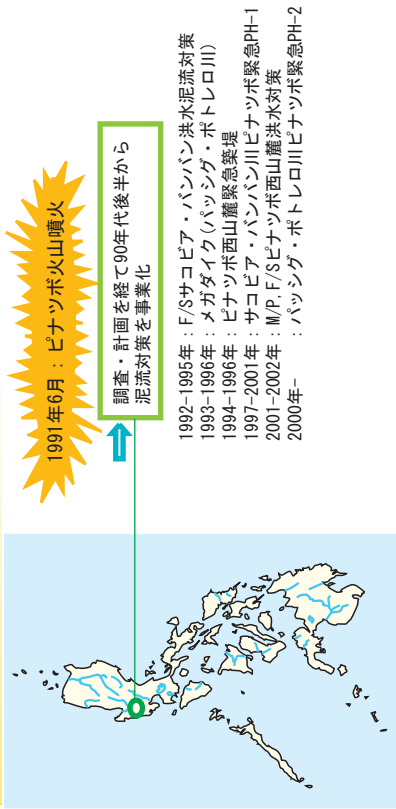 1991年6月：ピナツボ火山噴火
調査・計画を経て90年代後半から
泥流対策を事業化
1992-1995年：F/Sサコビア・バンバン洪水泥流対策
1993-1996年：メガダイク(パッシグ・ポトレロ川)
1994-1996年：ピナツボ西山麓緊急築堤
1997-2001年：サコビア・バンバン川ピナツボ緊急PH-1
2001-2002年：M/P,F/Sピナツボ西山麓洪水対策
2000年-　　：パッシグ・ポトレロ川ピナツボ緊急PH-2